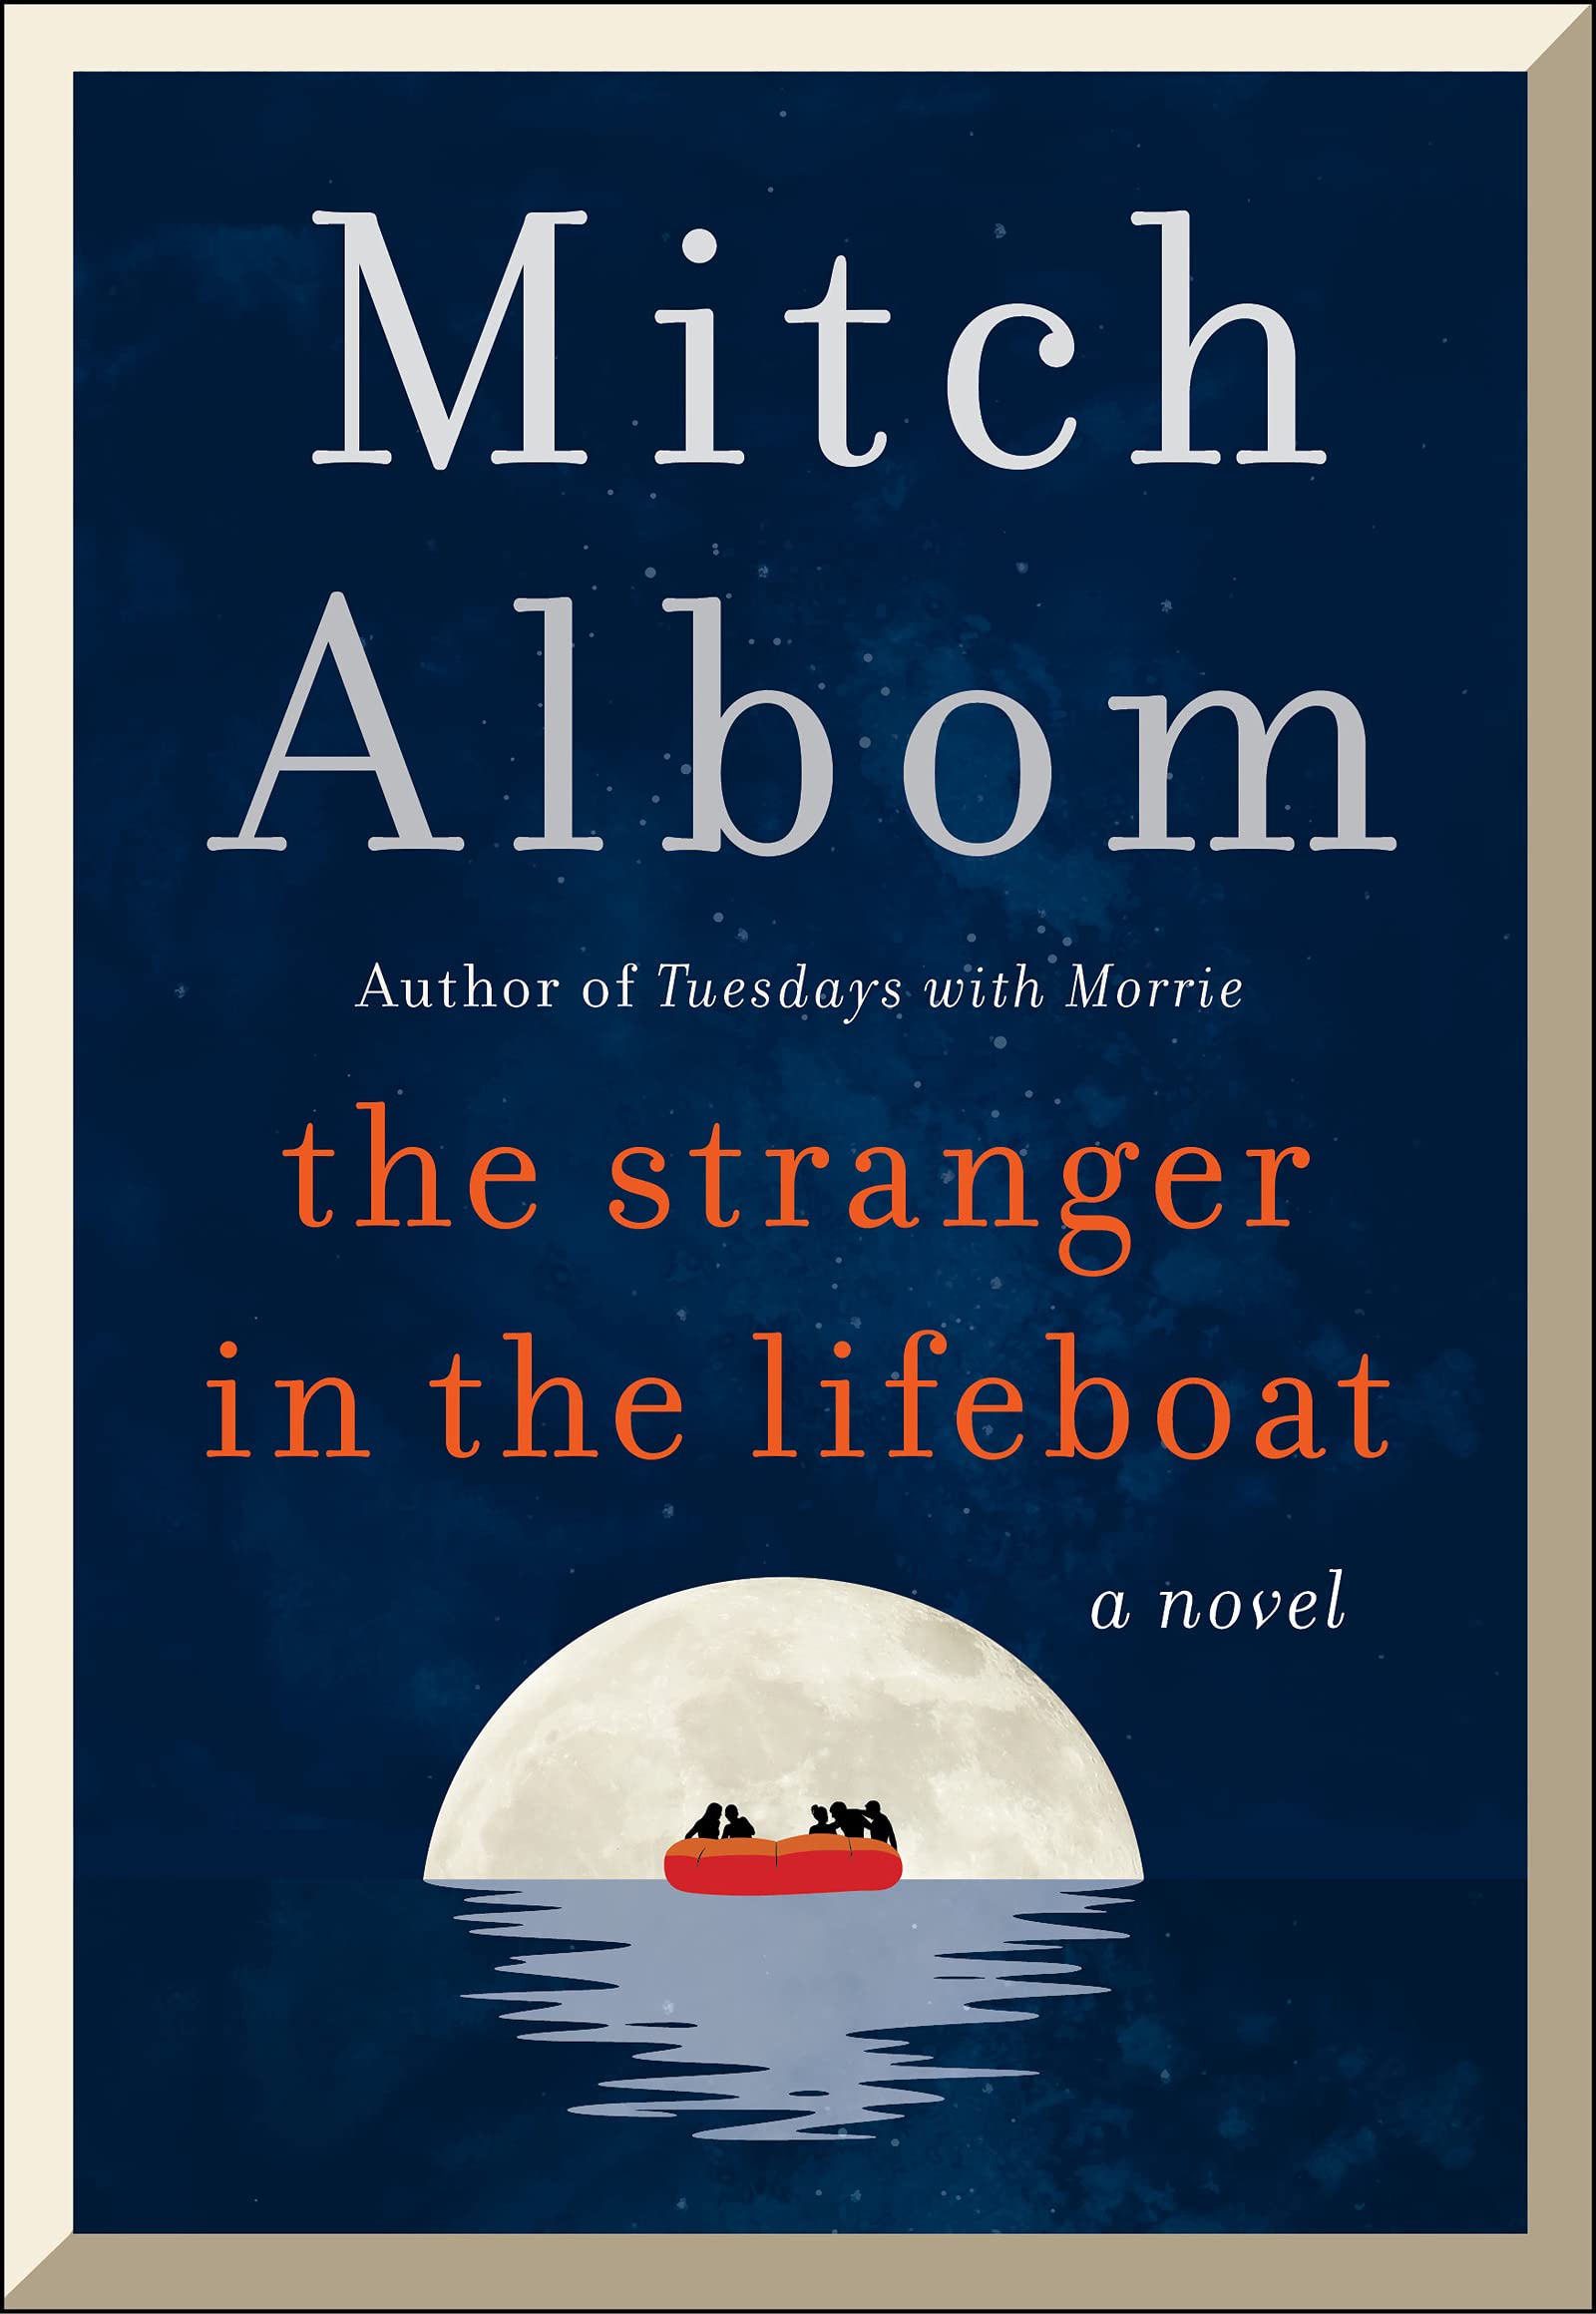 Mitch
Albom
Author of Tuesdays with Morrie
the stranger
in the lifeboat
a novel